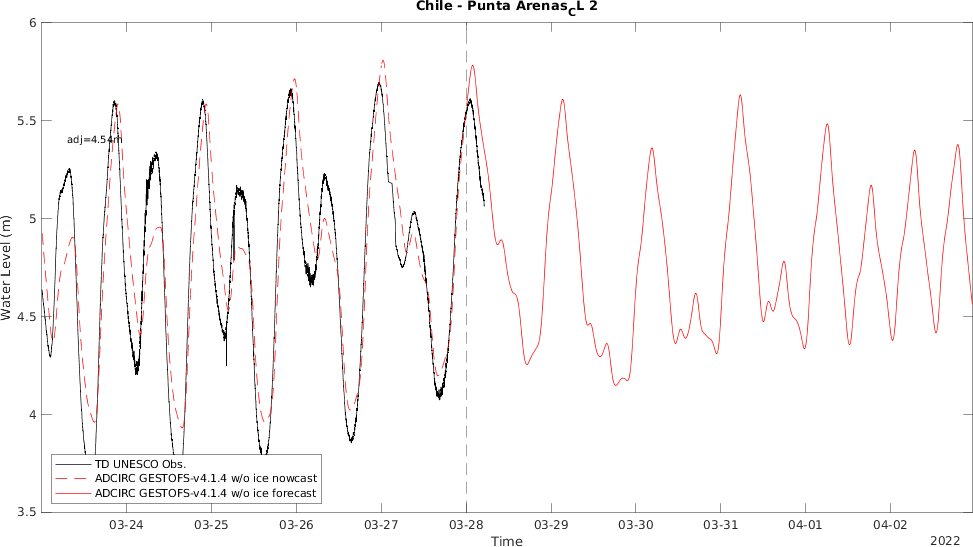 Chile - Punta Arenas_CL 2
6
5.5
5
4.5
4
3.5
Water Level (m)
adj=4.54m
TD UNESCO Obs.
ADCIRC GESTOFS-v4.1.4 w/o ice nowcast
ADCIRC GESTOFS-v4.1.4 w/o ice forecast
03-24 03-25 03-26 03-27 03-28 03-29 03-30 03-31 04-01 04-02
Time
2022